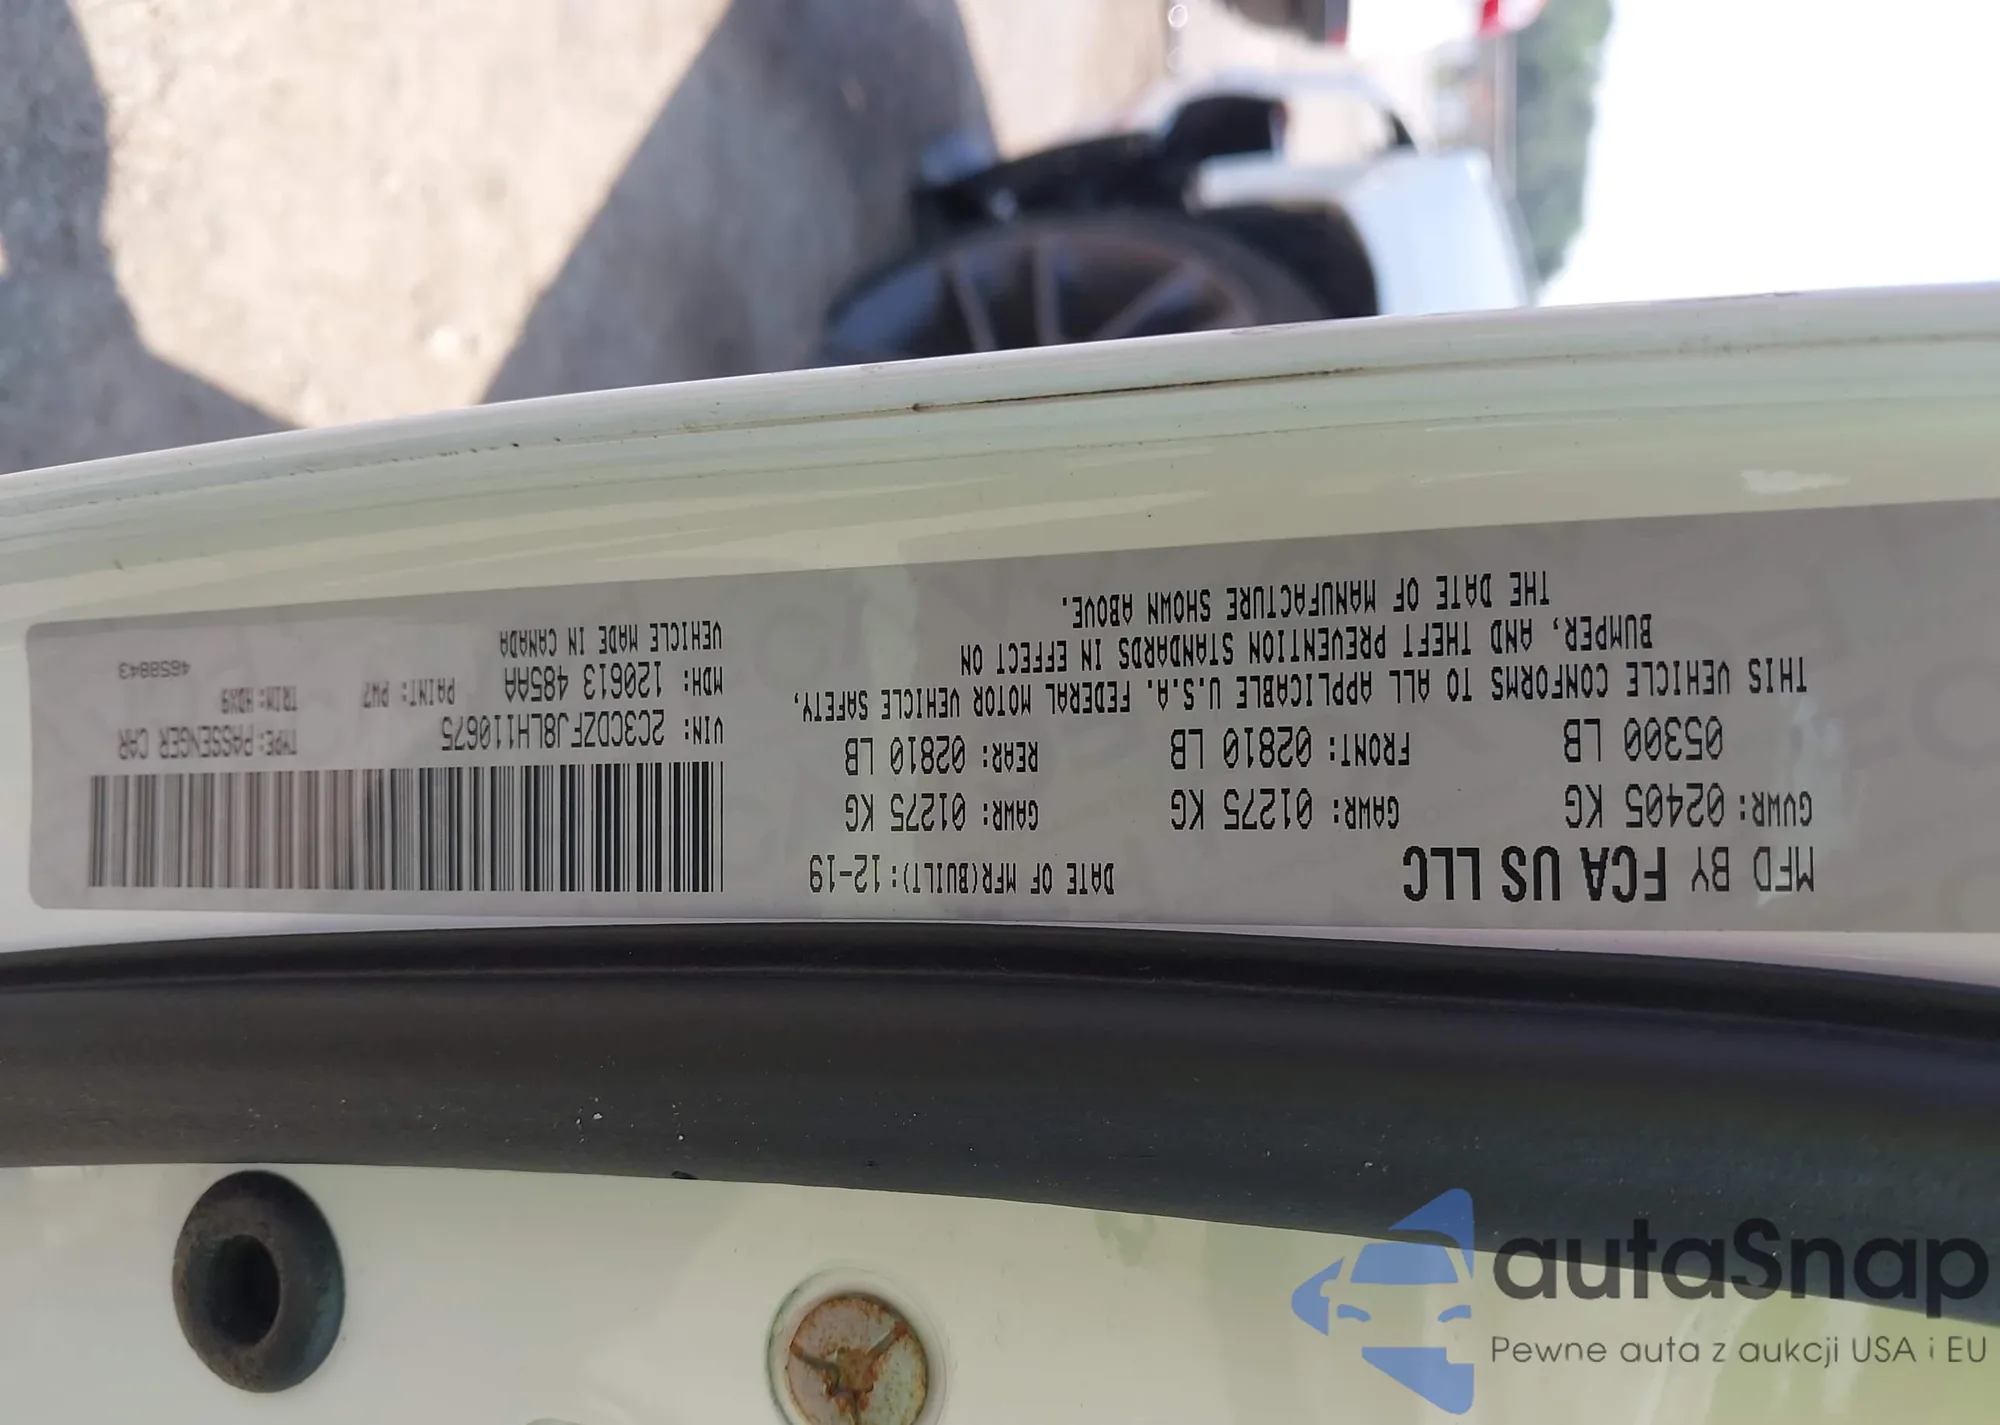 MFD BY FCA US LLC
DATE OF MFR(BUILT):12-19
GVWR: 02405 KG
GAWR: 01275 KG
GAWR: 01275 KG
05300 LB
FRONT: 02810 LB
REAR: 02810 LB
THIS VEHICLE CONFORMS TO ALL APPLICABLE U.S.A. FEDERAL MOTOR VEHICLE SAFETY,
BUMPER, AND THEFT PREVENTION STANDARDS IN EFFECT ON
THE DATE OF MANUFACTURE SHOWN ABOVE.
VIN: 2C3CDZFJ8LH110675
TYPE: PASSENGER CAR
MDH: 120613 485AA
PAINT: PW7
TRIM: HDX9
VEHICLE MADE IN CANADA
4658843
autaSnap
Pewne auta z aukcji USA i EU